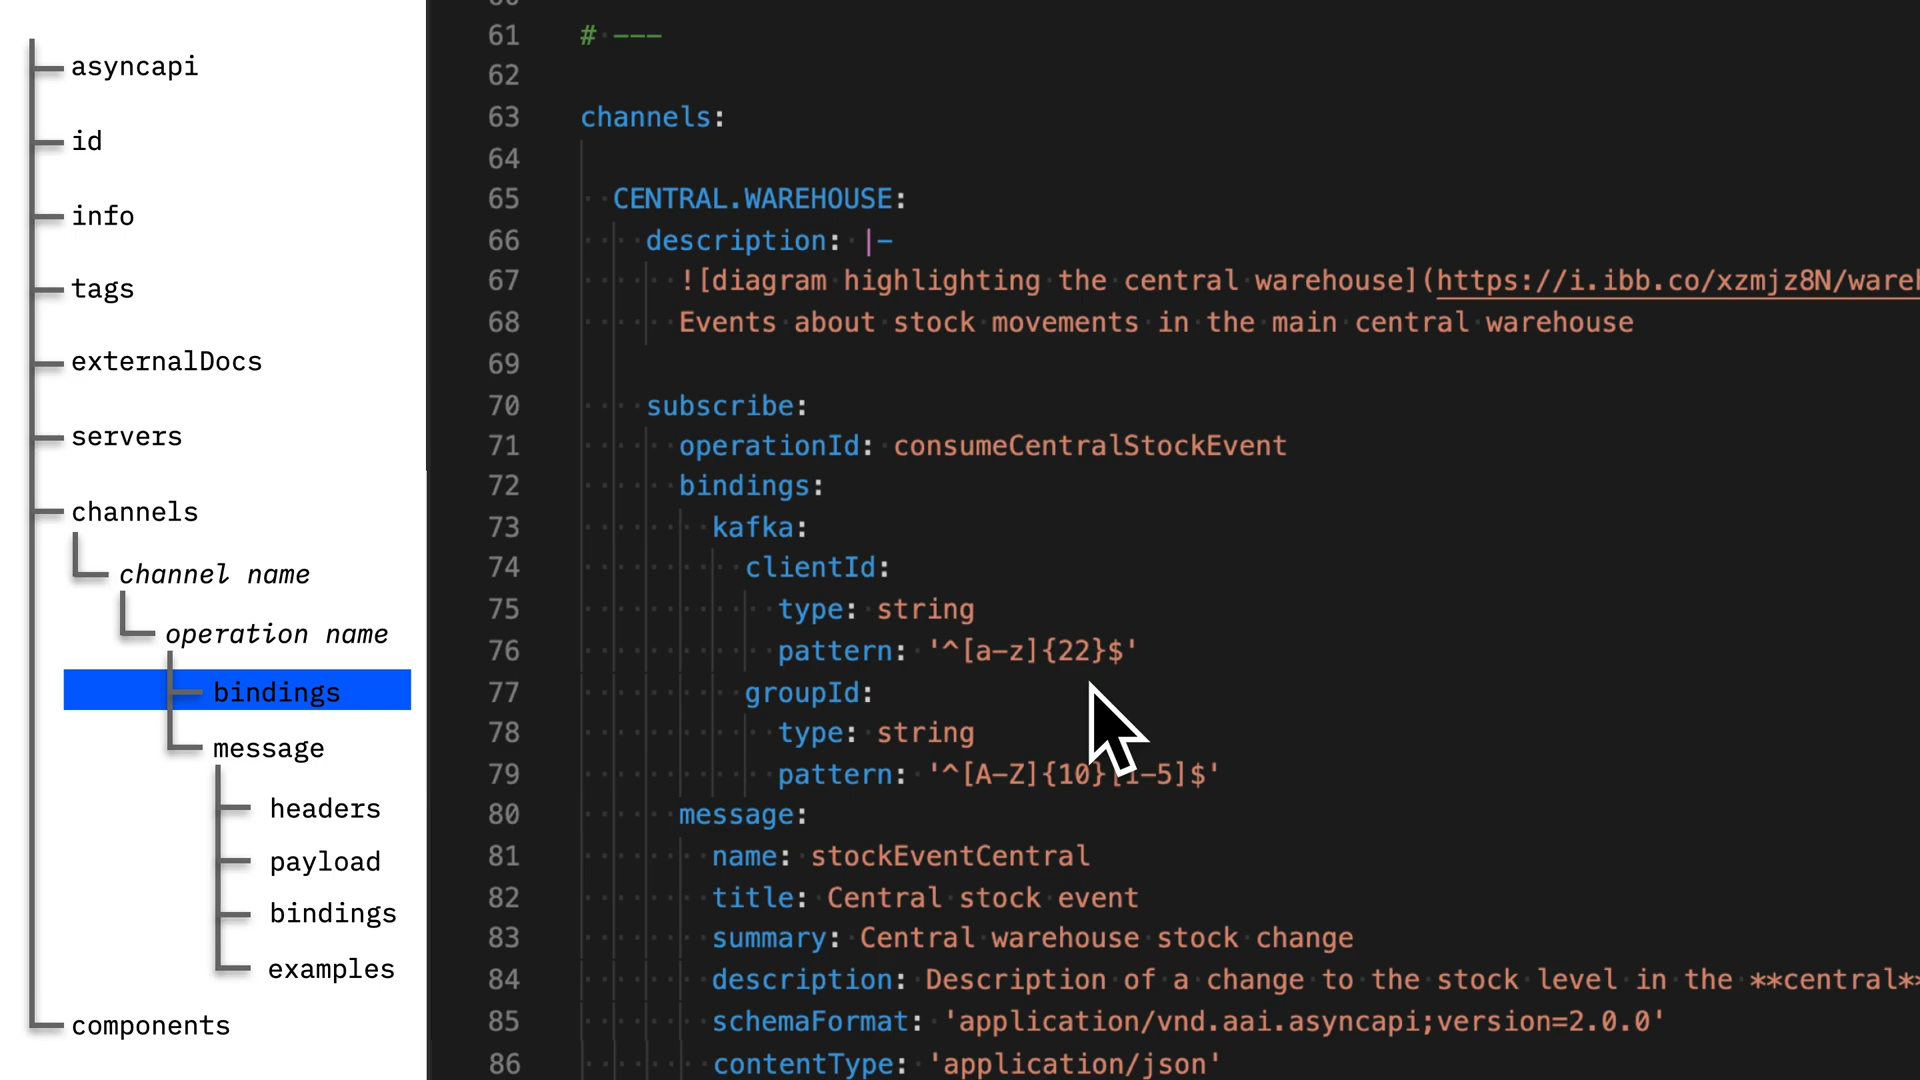 asyncapi
id
info
tags
externalDocs
servers
channels
channel name
operation name
bindings
message
headers
payload
bindings
examples
components
61 # ---
62
63 channels:
64
65 CENTRAL.WAREHOUSE:
66 description: |-
67 ![diagram highlighting the central warehouse](https://i.ibb.co/xzmjz8N/wareh
68 Events about stock movements in the main central warehouse
69
70 subscribe:
71 operationId: consumeCentralStockEvent
72 bindings:
73 kafka:
74 clientId:
75 type: string
76 pattern: '^[a-z]{22}$'
77 groupId:
78 type: string
79 pattern: '^[A-Z]{10}[1-5]$'
80 message:
81 name: stockEventCentral
82 title: Central stock event
83 summary: Central warehouse stock change
84 description: Description of a change to the stock level in the **central**
85 schemaFormat: 'application/vnd.aai.asyncapi;version=2.0.0'
86 contentType: 'application/json'